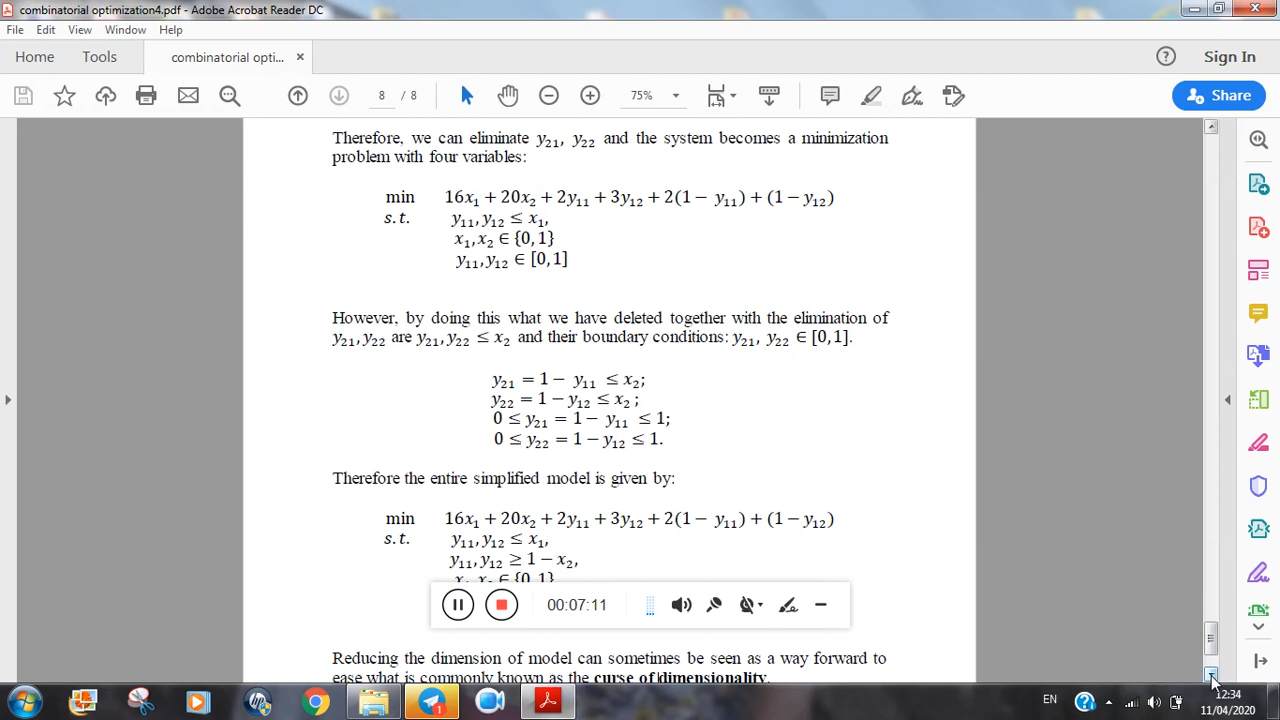 combinatorial optimization4.pdf - Adobe Acrobat Reader DC
File Edit View Window Help
Home Tools combinatorial opti... × Sign In
8 / 8 75% Share
Therefore, we can eliminate y₂₁, y₂₂ and the system becomes a minimization
problem with four variables:
min 16x₁ + 20x₂ + 2y₁₁ + 3y₁₂ + 2(1 − y₁₁) + (1 − y₁₂)
s.t. y₁₁, y₁₂ ≤ x₁,
x₁, x₂ ∈ {0, 1}
y₁₁, y₁₂ ∈ [0, 1]
However, by doing this what we have deleted together with the elimination of
y₂₁, y₂₂ are y₂₁, y₂₂ ≤ x₂ and their boundary conditions: y₂₁, y₂₂ ∈ [0, 1].
y₂₁ = 1 − y₁₁ ≤ x₂;
y₂₂ = 1 − y₁₂ ≤ x₂ ;
0 ≤ y₂₁ = 1 − y₁₁ ≤ 1;
0 ≤ y₂₂ = 1 − y₁₂ ≤ 1.
Therefore the entire simplified model is given by:
min 16x₁ + 20x₂ + 2y₁₁ + 3y₁₂ + 2(1 − y₁₁) + (1 − y₁₂)
s.t. y₁₁, y₁₂ ≤ x₁,
y₁₁, y₁₂ ≥ 1 − x₂,
x₁, x₂ ∈ {0, 1}
00:07:11
Reducing the dimension of model can sometimes be seen as a way forward to
ease what is commonly known as the curse of dimensionality.
EN 12:34
11/04/2020